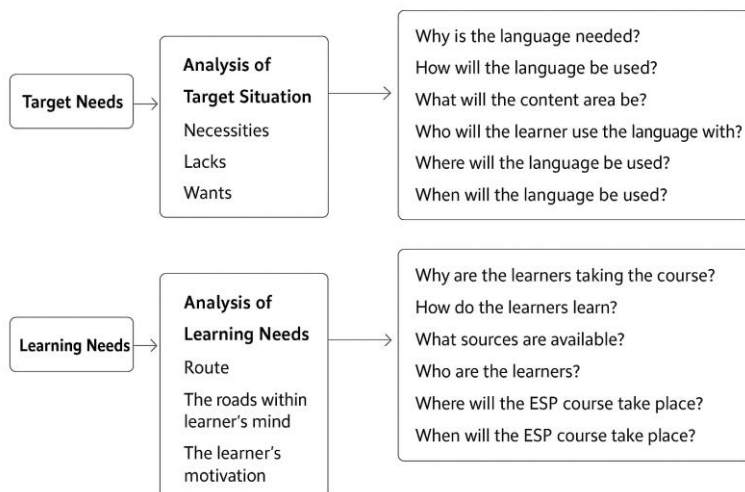 Target Needs
Analysis of
Target Situation
Necessities
Lacks
Wants
Why is the language needed?
How will the language be used?
What will the content area be?
Who will the learner use the language with?
Where will the language be used?
When will the language be used?
Learning Needs
Analysis of
Learning Needs
Route
The roads within
learner's mind
The learner's
motivation
Why are the learners taking the course?
How do the learners learn?
What sources are available?
Who are the learners?
Where will the ESP course take place?
When will the ESP course take place?